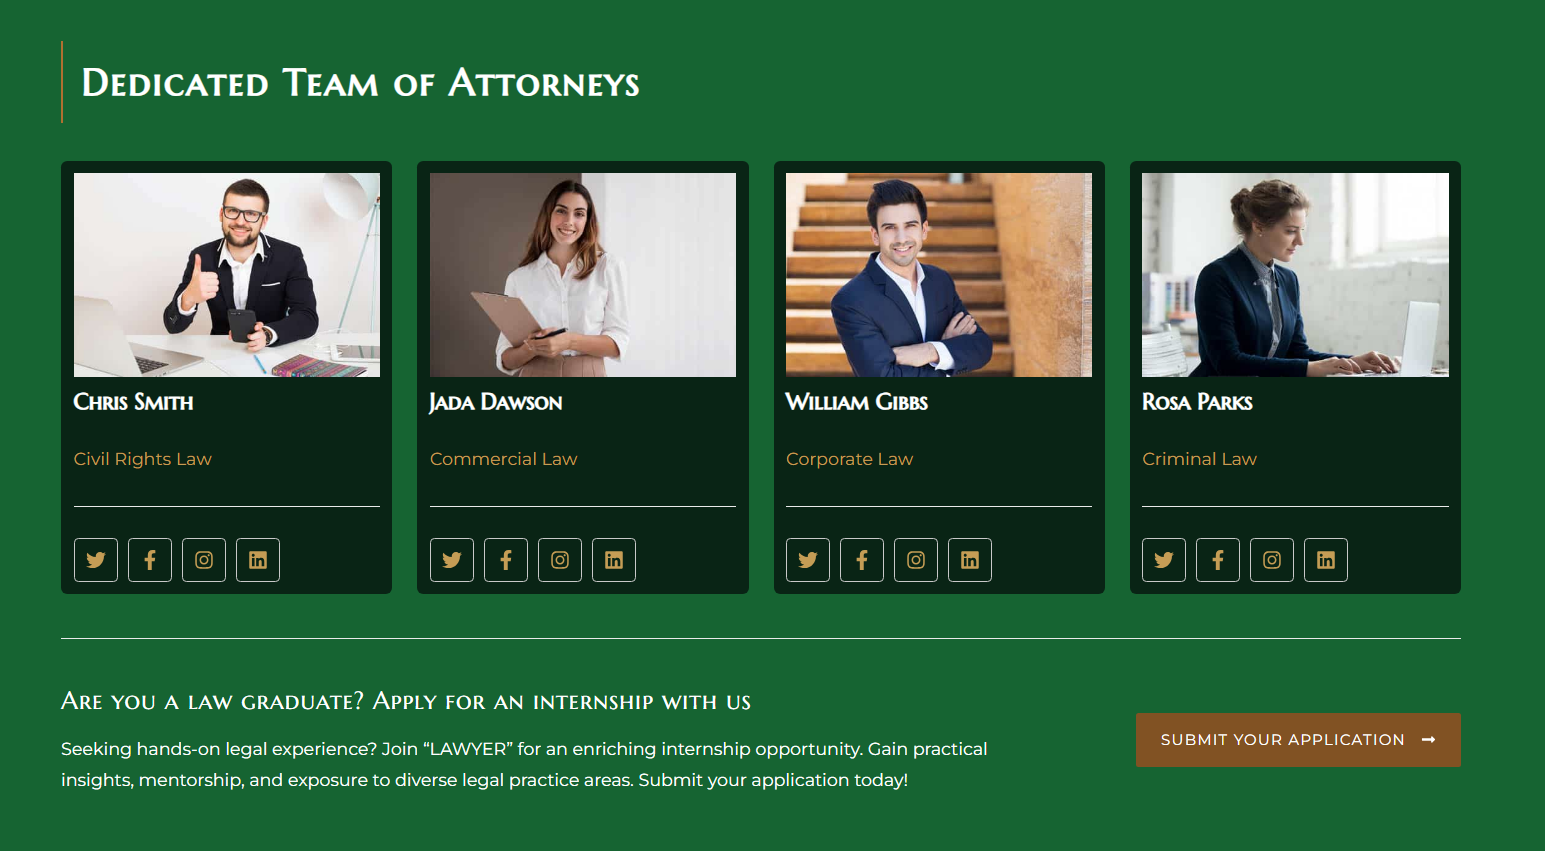 Dedicated Team of Attorneys
Chris Smith
Civil Rights Law
Jada Dawson
Commercial Law
William Gibbs
Corporate Law
Rosa Parks
Criminal Law
Are you a law graduate? Apply for an internship with us
Seeking hands-on legal experience? Join “LAWYER” for an enriching internship opportunity. Gain practical
insights, mentorship, and exposure to diverse legal practice areas. Submit your application today!
SUBMIT YOUR APPLICATION